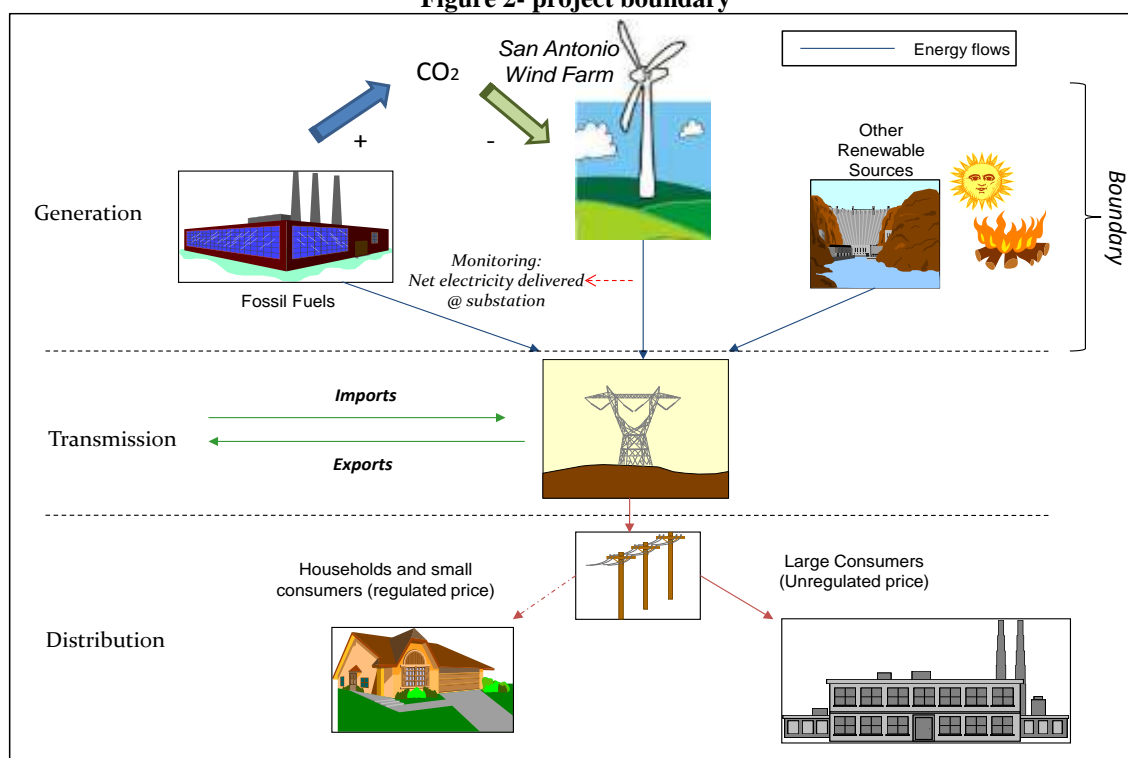 Figure 2- project boundary
San Antonio
Wind Farm
Energy flows
CO2
+
-
Other
Renewable
Sources
Boundary
Generation
Monitoring:
Net electricity delivered
@ substation
Fossil Fuels
Imports
Transmission
Exports
Households and small
consumers (regulated price)
Large Consumers
(Unregulated price)
Distribution